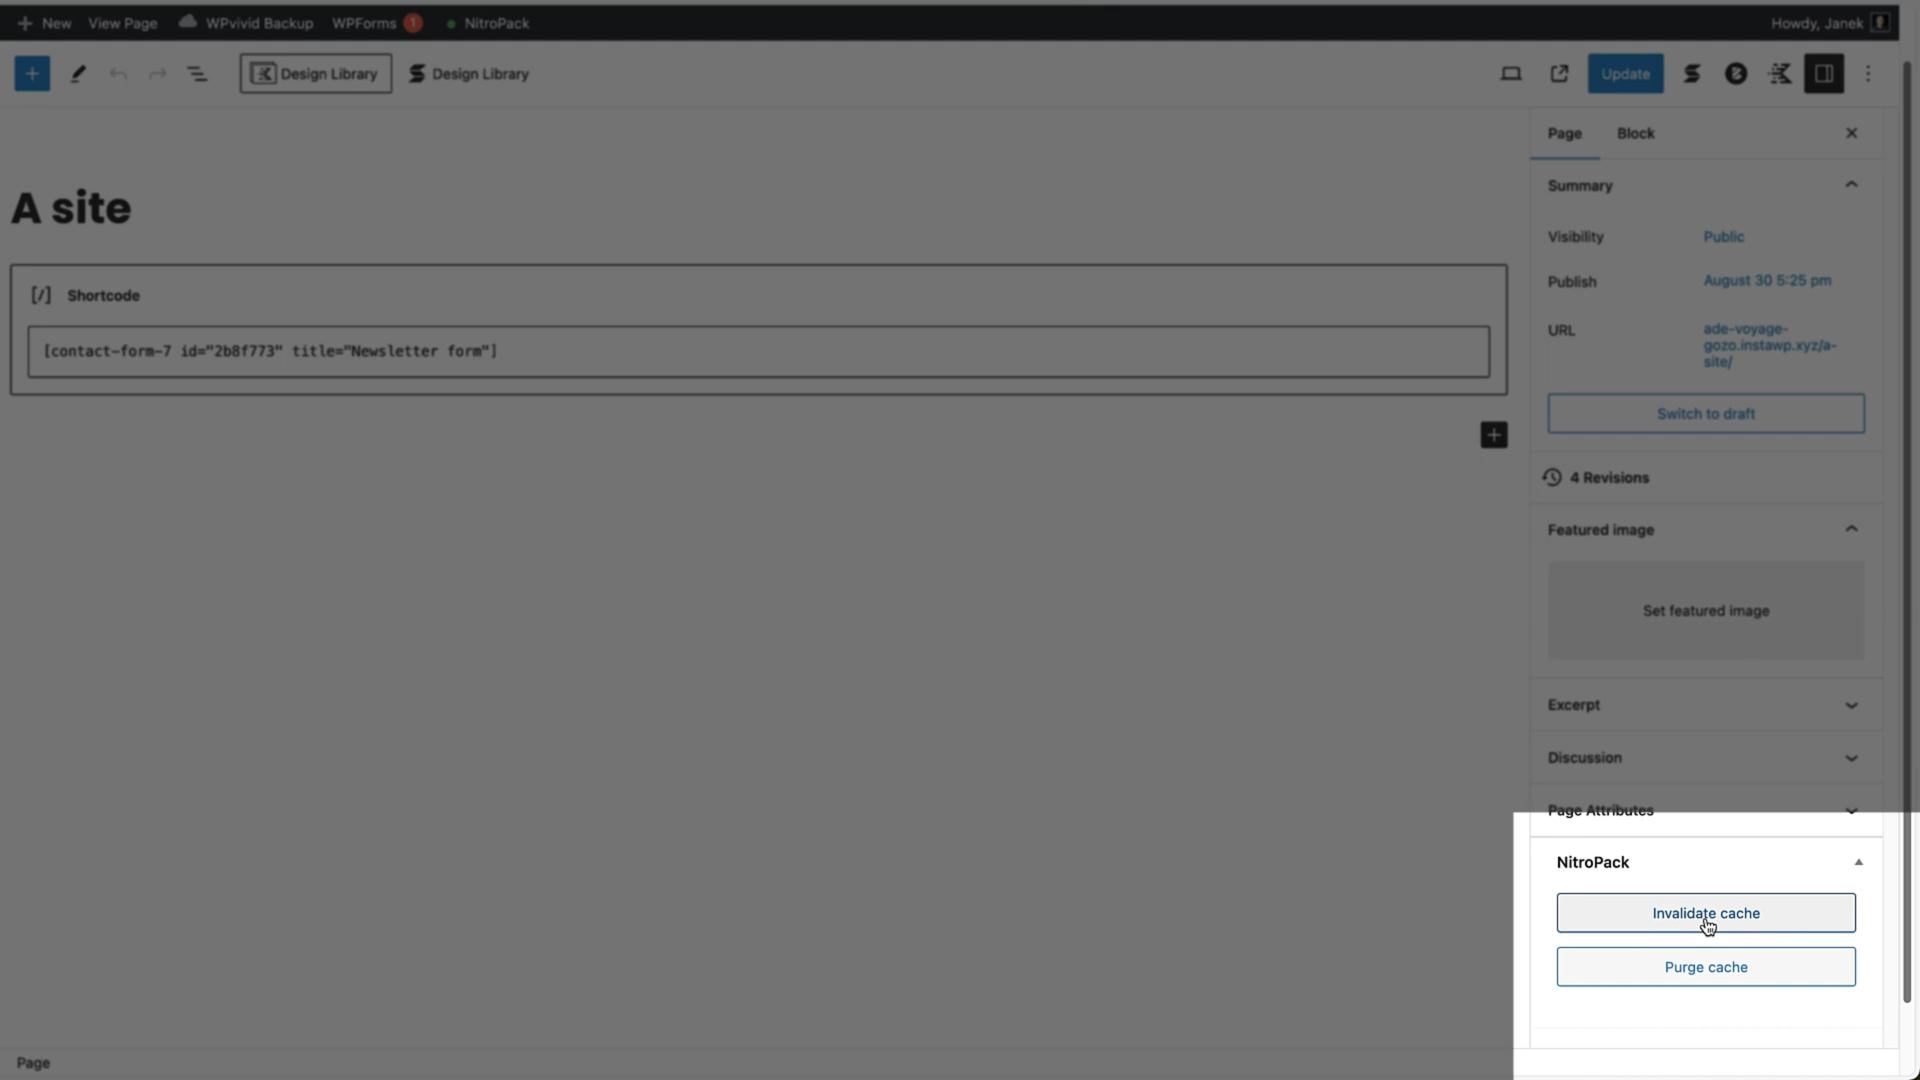 New View Page WPvivid Backup WPForms 1 NitroPack Howdy, Janek
Design Library Design Library Update
Page Block
Summary
A site
Visibility Public
Publish August 30 5:25 pm
[/] Shortcode
URL ade-voyage-
gozo.instawp.xyz/a-
site/
[contact-form-7 id="2b8f773" title="Newsletter form"]
Switch to draft
4 Revisions
Featured image
Set featured image
Excerpt
Discussion
Page Attributes
NitroPack
Invalidate cache
Purge cache
Page